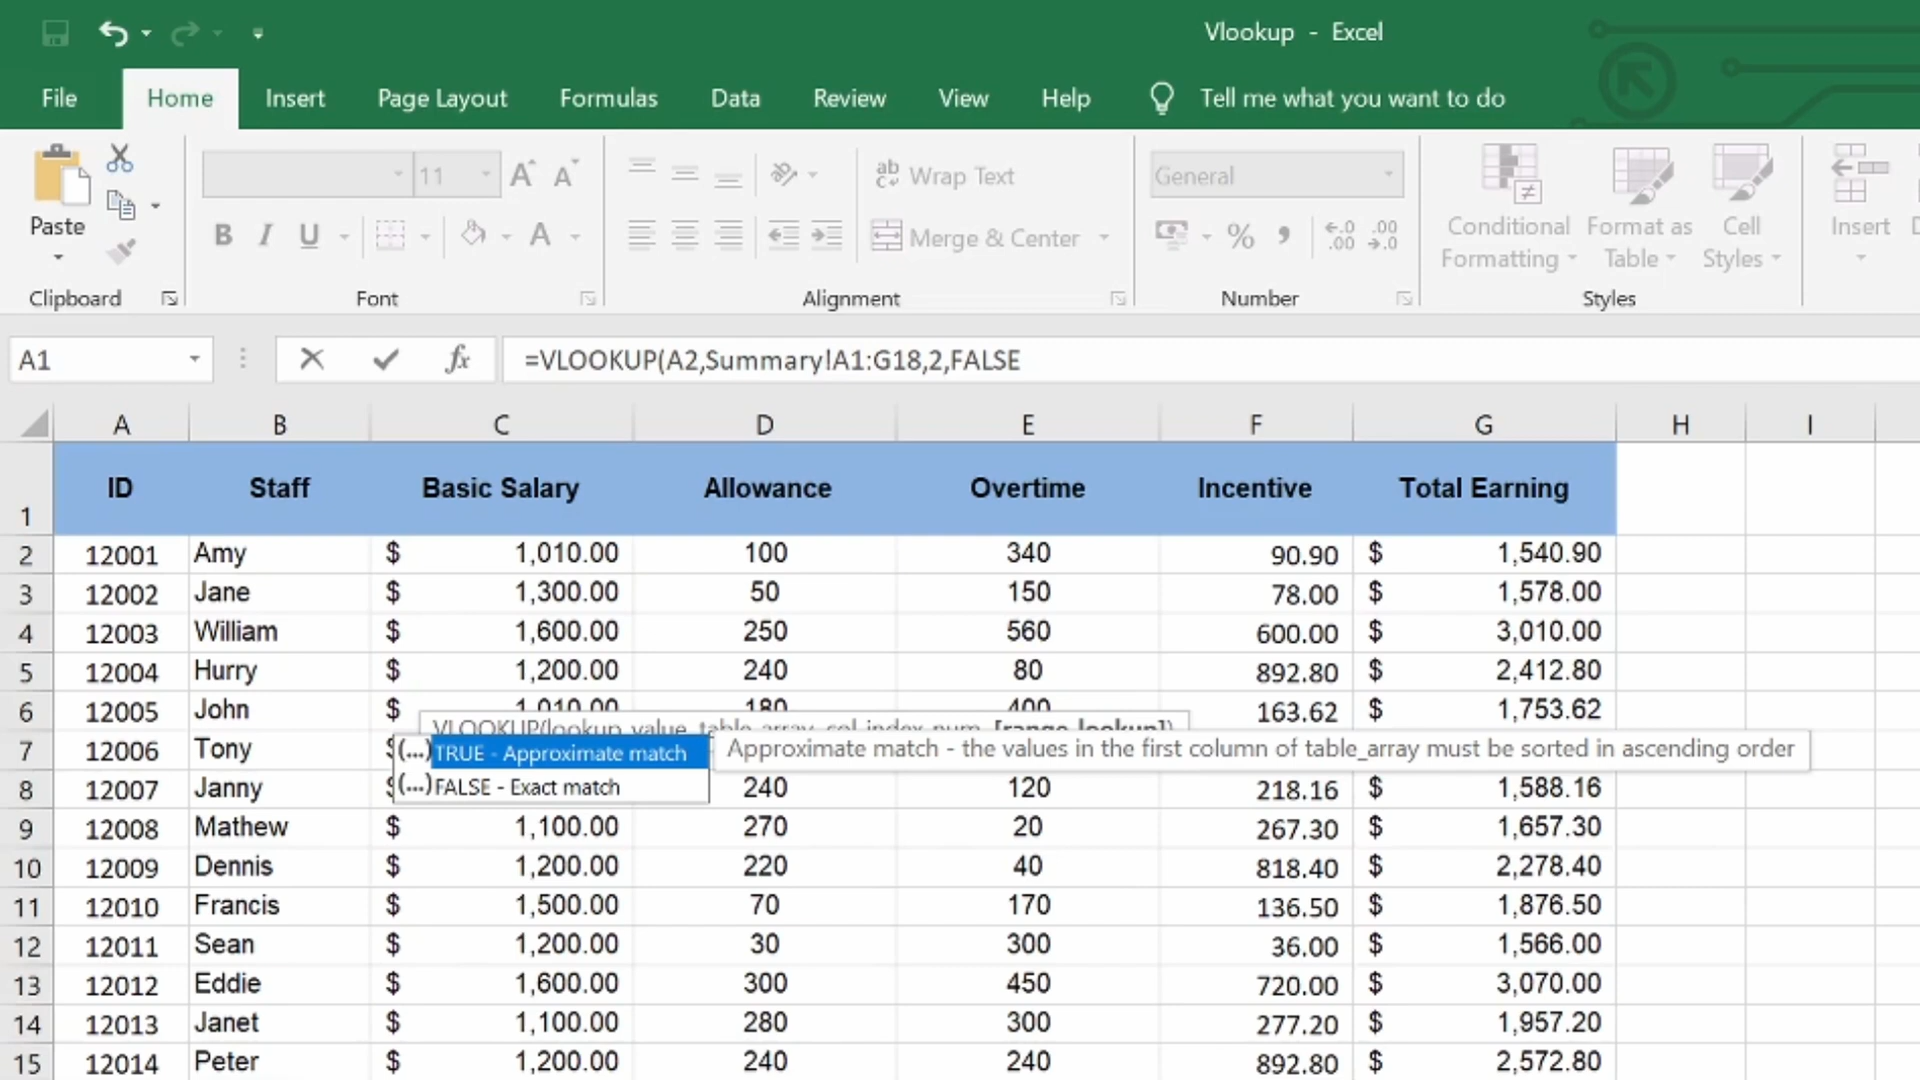 Vlookup - Excel
File Home Insert Page Layout Formulas Data Review View Help Tell me what you want to do
11 A A ab Wrap Text General
Paste B I U A Merge & Center % , .0 .00 .00 .0 Conditional Formatting Format as Table Cell Styles Insert
Clipboard Font Alignment Number Styles
A1 fx =VLOOKUP(A2,Summary!A1:G18,2,FALSE
A B C D E F G H I
1 ID Staff Basic Salary Allowance Overtime Incentive Total Earning
2 12001 Amy $ 1,010.00 100 340 90.90 $ 1,540.90
3 12002 Jane $ 1,300.00 50 150 78.00 $ 1,578.00
4 12003 William $ 1,600.00 250 560 600.00 $ 3,010.00
5 12004 Hurry $ 1,200.00 240 80 892.80 $ 2,412.80
6 12005 John $ 1,010.00 180 400 163.62 $ 1,753.62
VLOOKUP(lookup_value, table_array, col_index_num, [range_lookup])
7 12006 Tony (...) TRUE - Approximate match Approximate match - the values in the first column of table_array must be sorted in ascending order
(...) FALSE - Exact match
8 12007 Janny $ 240 120 218.16 $ 1,588.16
9 12008 Mathew $ 1,100.00 270 20 267.30 $ 1,657.30
10 12009 Dennis $ 1,200.00 220 40 818.40 $ 2,278.40
11 12010 Francis $ 1,500.00 70 170 136.50 $ 1,876.50
12 12011 Sean $ 1,200.00 30 300 36.00 $ 1,566.00
13 12012 Eddie $ 1,600.00 300 450 720.00 $ 3,070.00
14 12013 Janet $ 1,100.00 280 300 277.20 $ 1,957.20
15 12014 Peter $ 1,200.00 240 240 892.80 $ 2,572.80